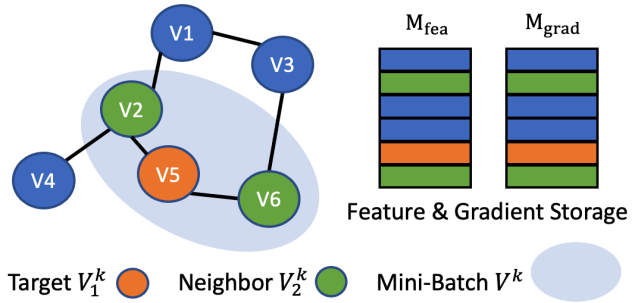 V1
M_fea
M_grad
V3
V2
V5
V4
V6
Feature & Gradient Storage
Target V_1^k
Neighbor V_2^k
Mini-Batch V^k